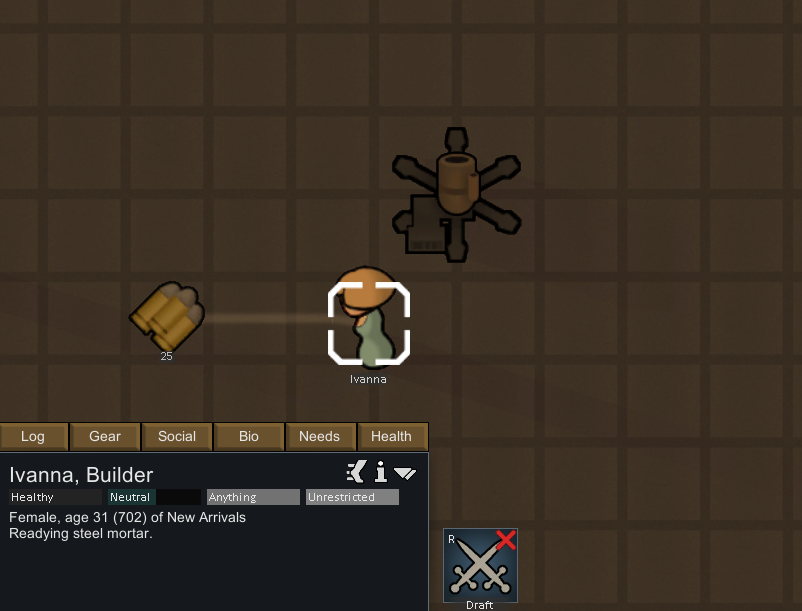 25
Ivanna
Log Gear Social Bio Needs Health
Ivanna, Builder
Healthy Neutral Anything Unrestricted
Female, age 31 (702) of New Arrivals
Readying steel mortar.
R
Draft